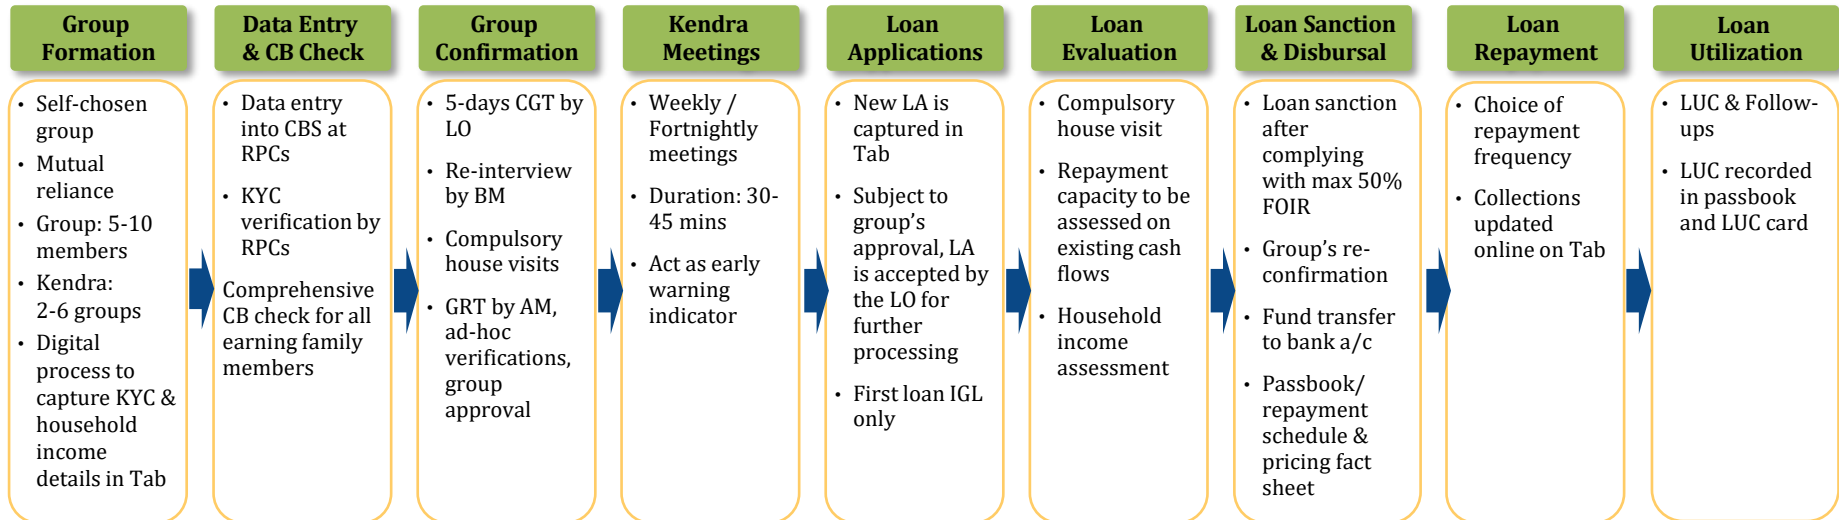 Group
Formation
• Self-chosen
group
• Mutual
reliance
• Group: 5-10
members
• Kendra:
2-6 groups
• Digital
process to
capture KYC &
household
income
details in Tab
Data Entry
& CB Check
• Data entry
into CBS at
RPCs
• KYC
verification by
RPCs
Comprehensive
CB check for all
earning family
members
Group
Confirmation
• 5-days CGT by
LO
• Re-interview
by BM
• Compulsory
house visits
• GRT by AM,
ad-hoc
verifications,
group
approval
Kendra
Meetings
• Weekly /
Fortnightly
meetings
• Duration: 30-
45 mins
• Act as early
warning
indicator
Loan
Applications
• New LA is
captured in
Tab
• Subject to
group's
approval, LA
is accepted by
the LO for
further
processing
• First loan IGL
only
Loan
Evaluation
• Compulsory
house visit
• Repayment
capacity to be
assessed on
existing cash
flows
• Household
income
assessment
Loan Sanction
& Disbursal
• Loan sanction
after
complying
with max 50%
FOIR
• Group's re-
confirmation
• Fund transfer
to bank a/c
• Passbook/
repayment
schedule &
pricing fact
sheet
Loan
Repayment
• Choice of
repayment
frequency
• Collections
updated
online on Tab
Loan
Utilization
• LUC & Follow-
ups
• LUC recorded
in passbook
and LUC card